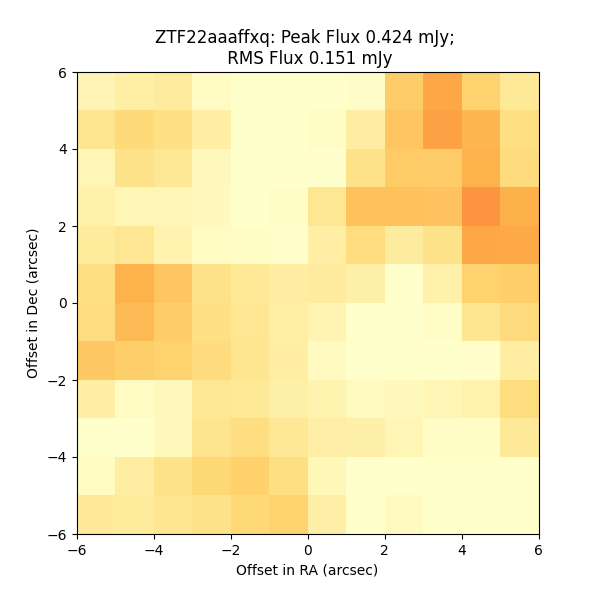 ZTF22aaaffxq: Peak Flux 0.424 mJy;
RMS Flux 0.151 mJy
6
4
2
0
−2
−4
−6
Offset in Dec (arcsec)
−6 −4 −2 0 2 4 6
Offset in RA (arcsec)